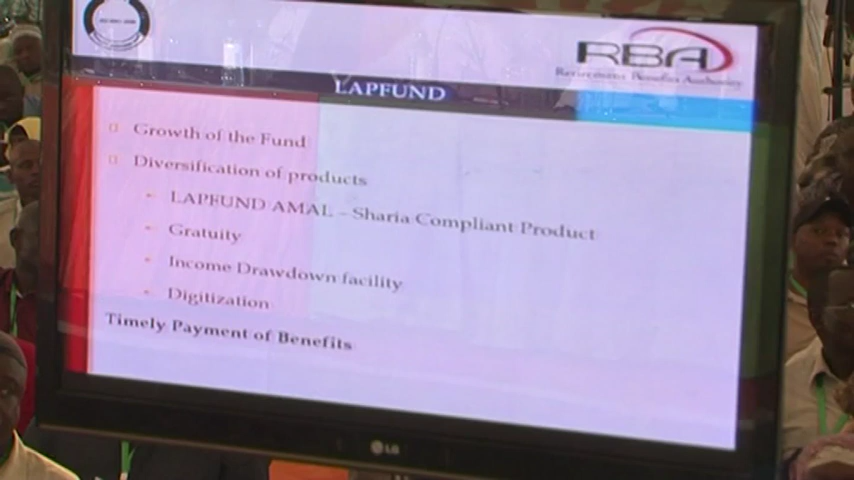 RBA
Retirement Benefits Authority
LAPFUND
Growth of the Fund
Diversification of products
LAPFUND AMAL – Sharia Compliant Product
Gratuity
Income Drawdown facility
Digitization
Timely Payment of Benefits
LG